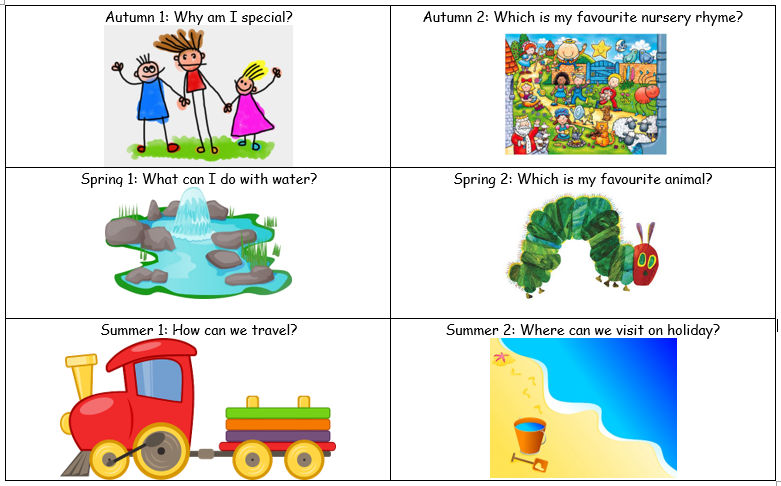 Autumn 1: Why am I special?
Autumn 2: Which is my favourite nursery rhyme?
Spring 1: What can I do with water?
Spring 2: Which is my favourite animal?
Summer 1: How can we travel?
Summer 2: Where can we visit on holiday?